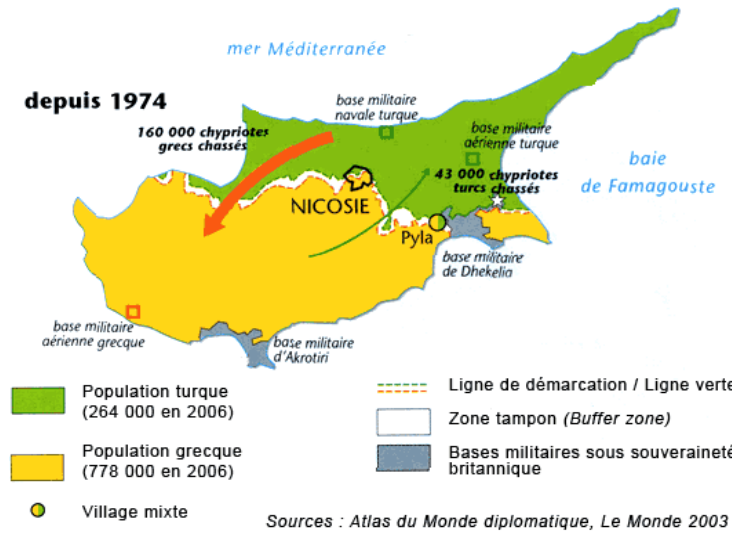 mer Méditerranée
depuis 1974
base militaire
navale turque
160 000 chypriotes
grecs chassés
base militaire
aérienne turque
baie
de Famagouste
43 000 chypriotes
turcs chassés
NICOSIE
Pyla
base militaire
de Dhekelia
base militaire
aérienne grecque
base militaire
d'Akrotiri
Population turque
(264 000 en 2006)
Population grecque
(778 000 en 2006)
Village mixte
Ligne de démarcation / Ligne verte
Zone tampon (Buffer zone)
Bases militaires sous souveraineté
britannique
Sources : Atlas du Monde diplomatique, Le Monde 2003